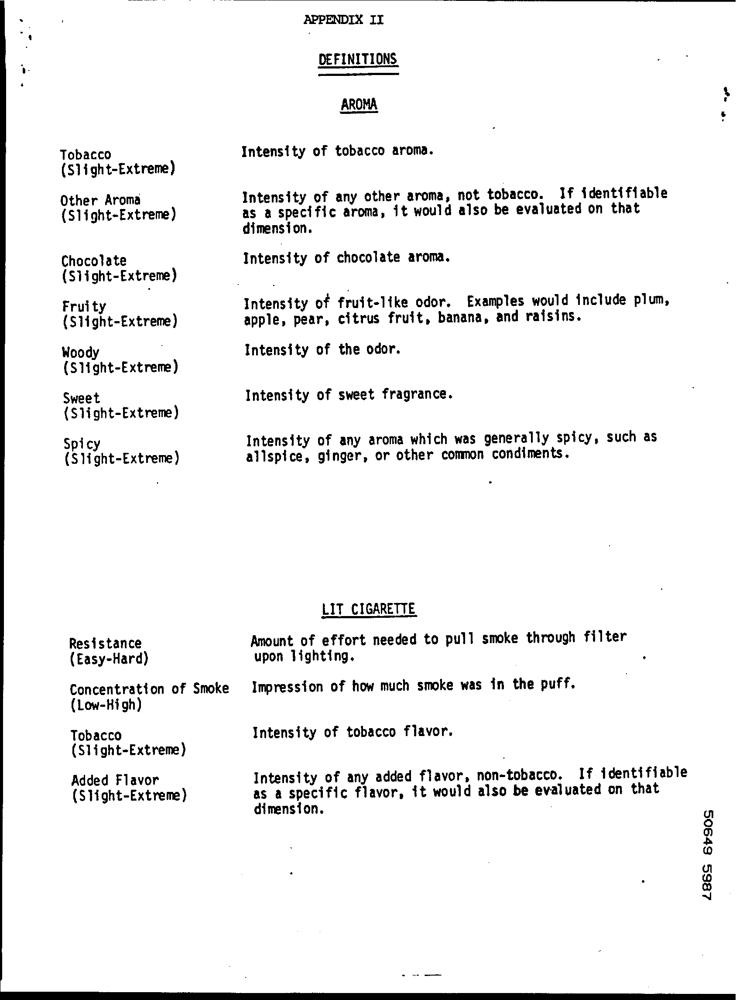 APPENDIX II
DEFINITIONS
AROMA
Tobacco
(Slight-Extreme)
Intensity of tobacco aroma.
Other Aroma
(Slight-Extreme)
Intensity of any other aroma, not tobacco. If identifiable
as a specific aroma, it would also be evaluated on that
dimension.
Chocolate
(Slight-Extreme)
Intensity of chocolate aroma.
Fruity
(Slight-Extreme)
Intensity of fruit-like odor. Examples would include plum,
apple, pear, citrus fruit, banana, and raisins.
Woody
(Slight-Extreme)
Intensity of the odor.
Sweet
(Slight-Extreme)
Intensity of sweet fragrance.
Spicy
(Slight-Extreme)
Intensity of any aroma which was generally spicy, such as
allspice, ginger, or other common condiments.
LIT CIGARETTE
Resistance
(Easy-Hard)
Amount of effort needed to pull smoke through filter
upon lighting.
Concentration of Smoke
(Low-High)
Impression of how much smoke was in the puff.
Tobacco
(Slight-Extreme)
Intensity of tobacco flavor.
Added Flavor
(Slight-Extreme)
Intensity of any added flavor, non-tobacco. If identifiable
as a specific flavor, it would also be evaluated on that
dimension.
50649 5987